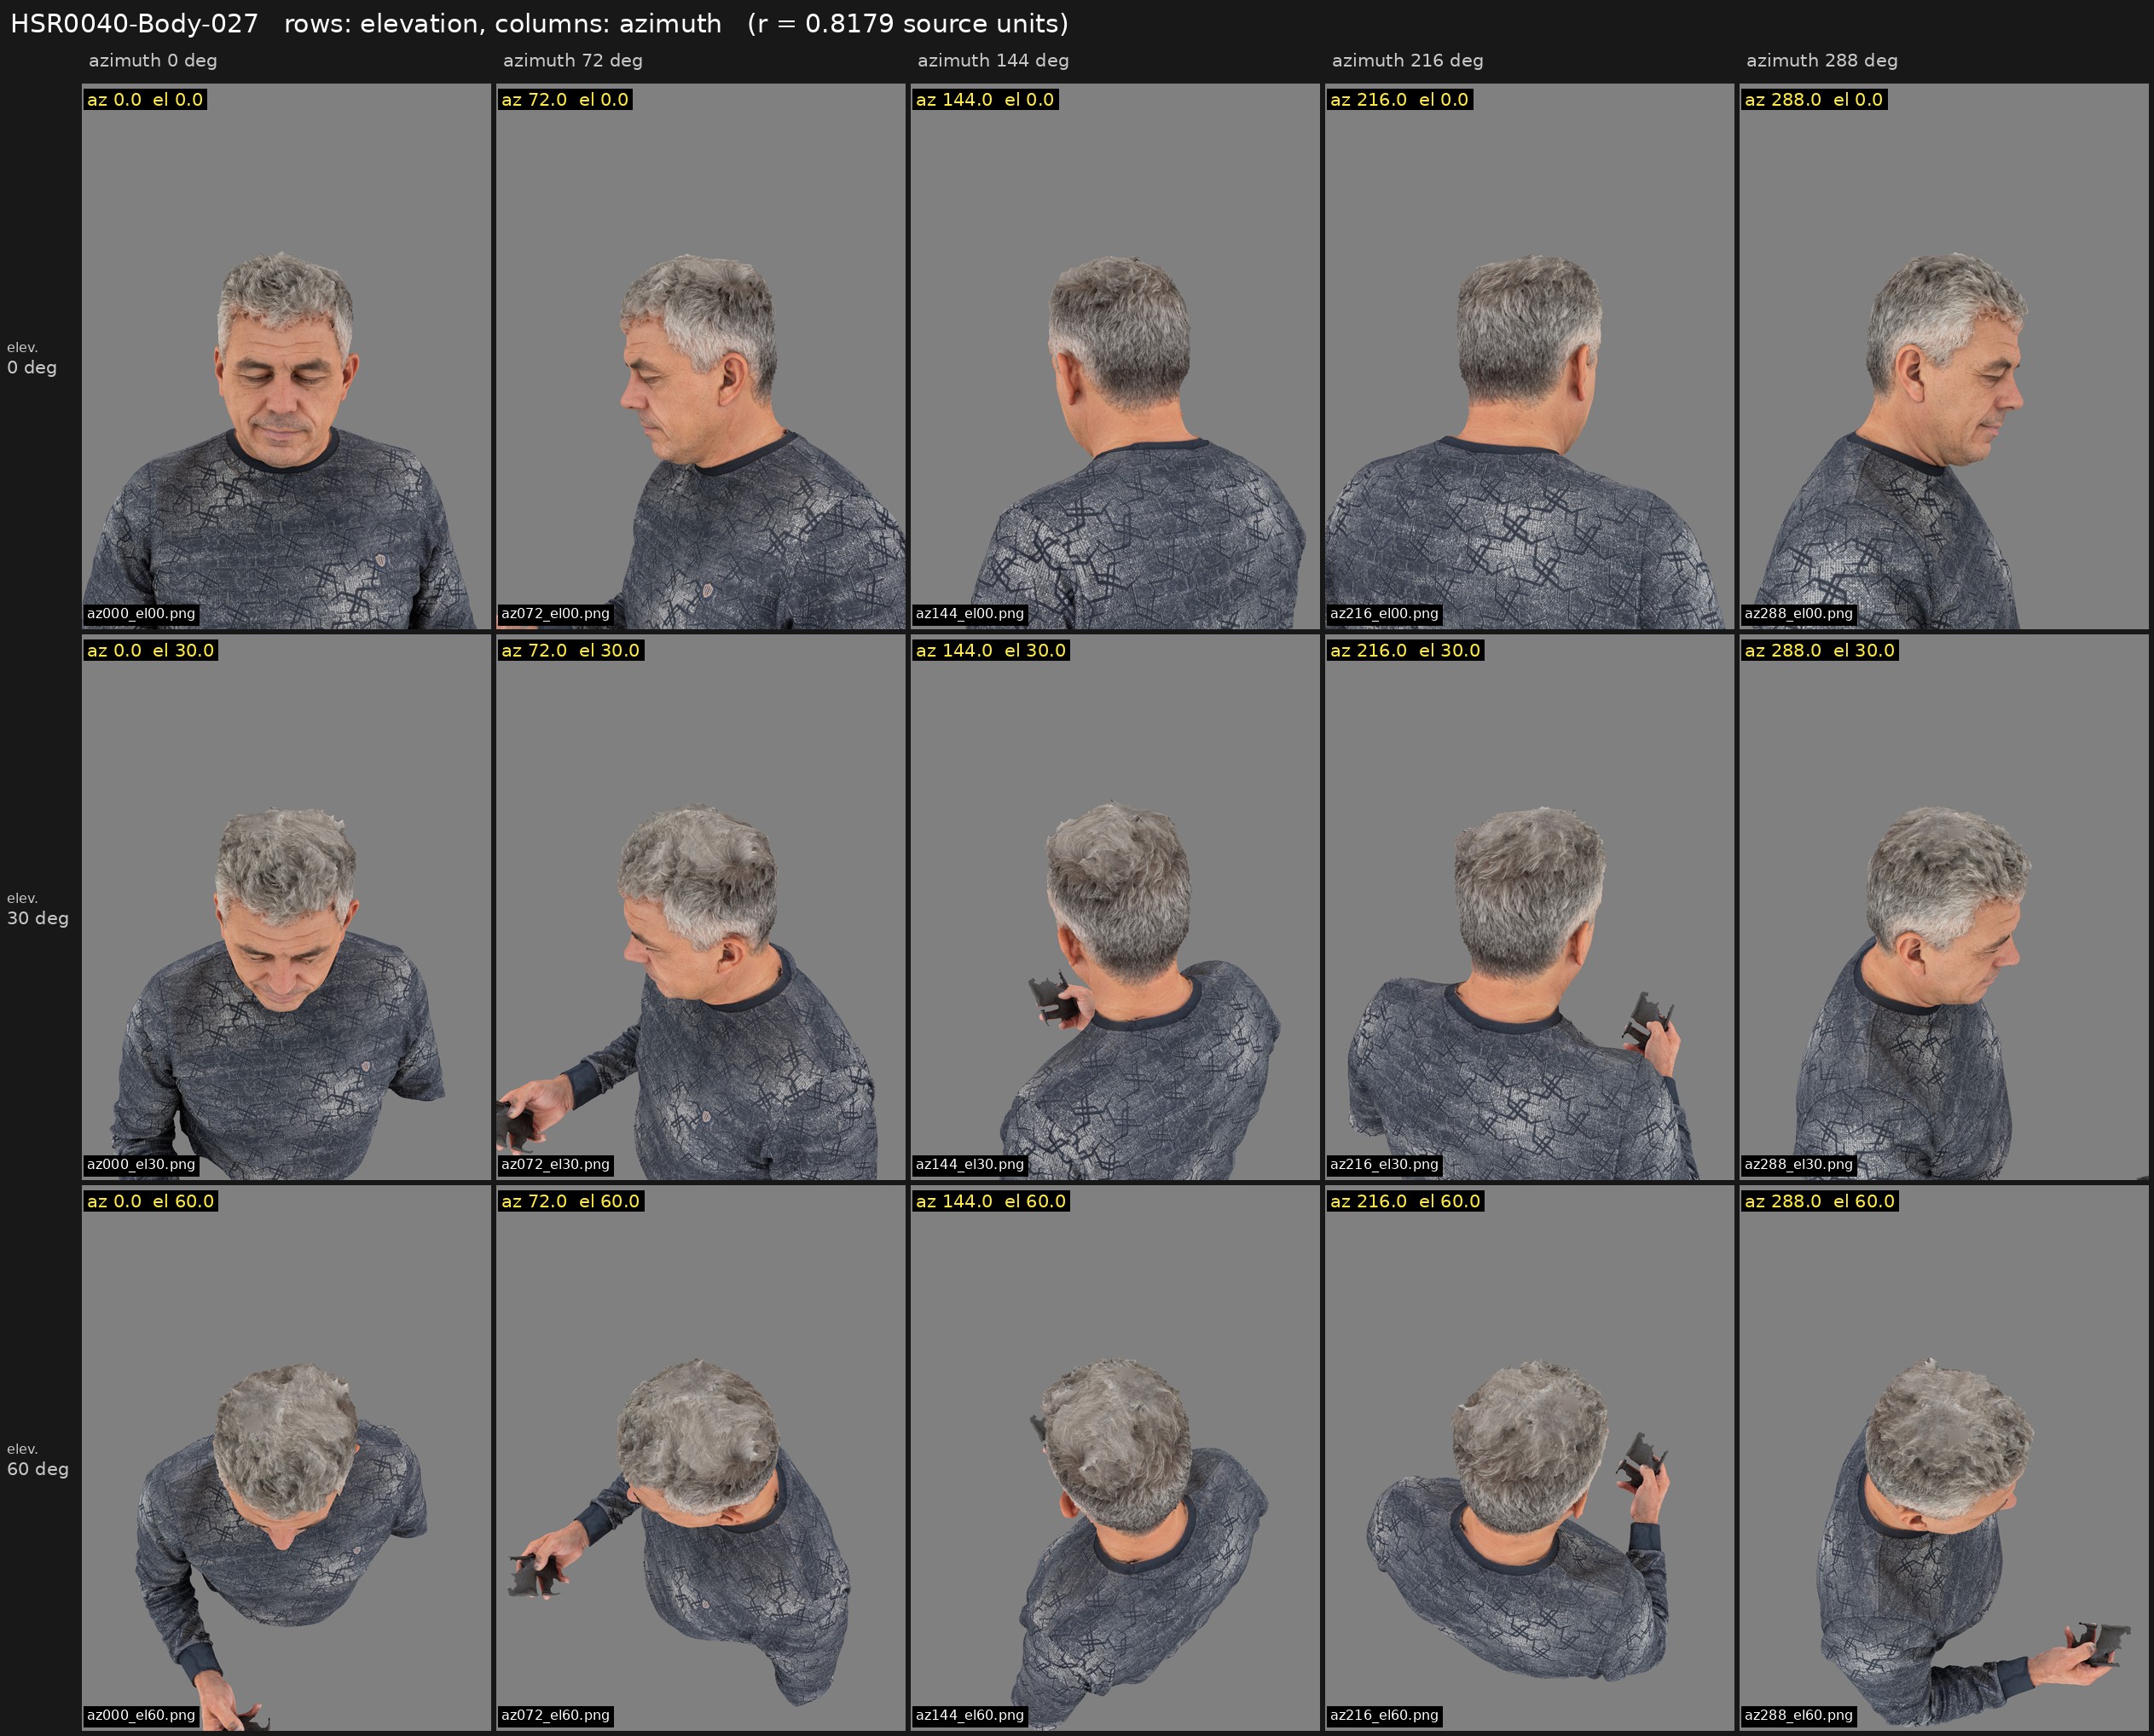 HSR0040-Body-027   rows: elevation, columns: azimuth   (r = 0.8179 source units)
azimuth 0 deg
azimuth 72 deg
azimuth 144 deg
azimuth 216 deg
azimuth 288 deg
az 0.0  el 0.0
az 72.0  el 0.0
az 144.0  el 0.0
az 216.0  el 0.0
az 288.0  el 0.0
elev.
0 deg
az000_el00.png
az072_el00.png
az144_el00.png
az216_el00.png
az288_el00.png
az 0.0  el 30.0
az 72.0  el 30.0
az 144.0  el 30.0
az 216.0  el 30.0
az 288.0  el 30.0
elev.
30 deg
az000_el30.png
az072_el30.png
az144_el30.png
az216_el30.png
az288_el30.png
az 0.0  el 60.0
az 72.0  el 60.0
az 144.0  el 60.0
az 216.0  el 60.0
az 288.0  el 60.0
elev.
60 deg
az000_el60.png
az072_el60.png
az144_el60.png
az216_el60.png
az288_el60.png